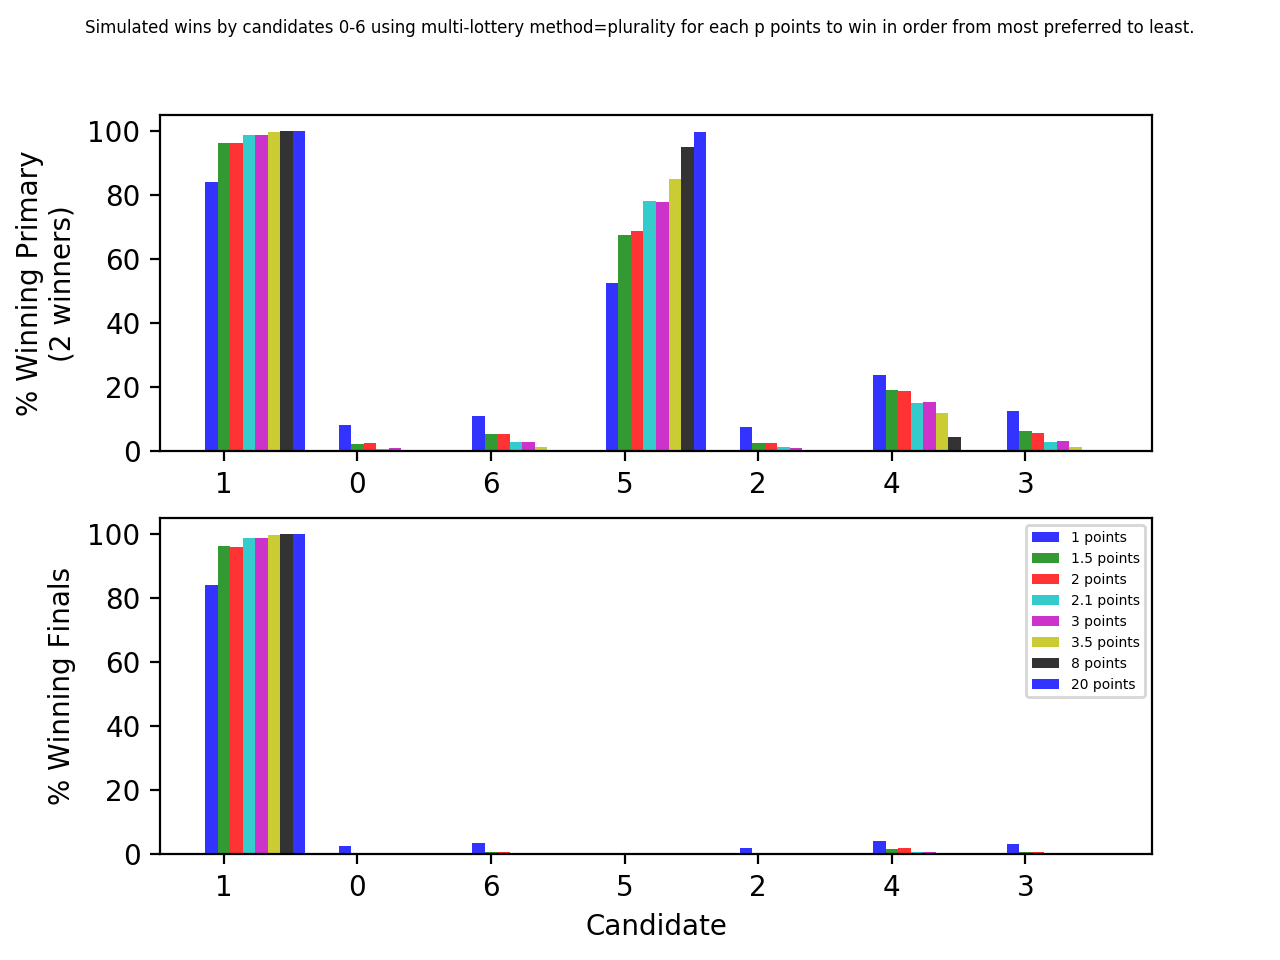 Simulated wins by candidates 0-6 using multi-lottery method=plurality for each p points to win in order from most preferred to least.
% Winning Primary
(2 winners)
100
80
60
40
20
0
1 0 6 5 2 4 3
% Winning Finals
100
80
60
40
20
0
1 points
1.5 points
2 points
2.1 points
3 points
3.5 points
8 points
20 points
1 0 6 5 2 4 3
Candidate